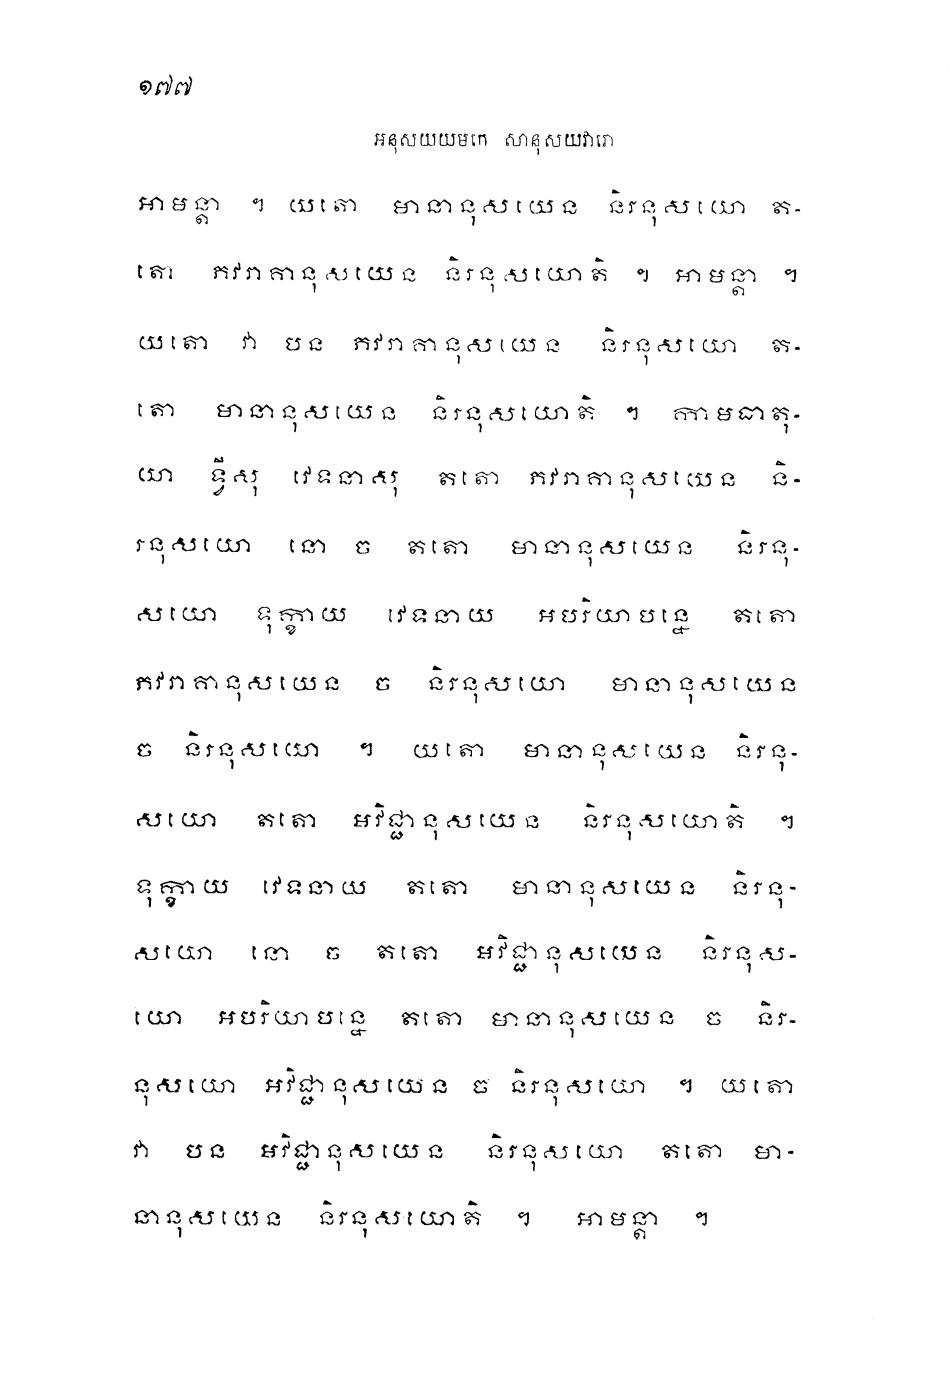 ១៧៧
អនុសយយមកេ សានុសយវារោ
អាមន្តា ។ យតោ មានានុសយេន និរនុសយោ ត-
តោ ភវរាគានុសយេន និរនុសយោតិ ។ អាមន្តា ។
យតោ វា បន ភវរាគានុសយេន និរនុសយោ ត-
តោ មានានុសយេន និរនុសយោតិ ។ កាមធាតុ-
យា ទ្វីសុ វេទនាសុ តតោ ភវរាគានុសយេន និ-
រនុសយោ នោ ច តតោ មានានុសយេន និរនុ-
សយោ ទុក្ខាយ វេទនាយ អបរិយាបន្នេ តតោ
ភវរាគានុសយេន ច និរនុសយោ មានានុសយេន
ច និរនុសយោ ។ យតោ មានានុសយេន និរនុ-
សយោ តតោ អវិជ្ជានុសយេន និរនុសយោតិ ។
ទុក្ខាយ វេទនាយ តតោ មានានុសយេន និរនុ-
សយោ នោ ច តតោ អវិជ្ជានុសយេន និរនុស-
យោ អបរិយាបន្នេ តតោ មានានុសយេន ច និរ-
នុសយោ អវិជ្ជានុសយេន ច និរនុសយោ ។ យតោ
វា បន អវិជ្ជានុសយេន និរនុសយោ តតោ មា-
នានុសយេន និរនុសយោតិ ។ អាមន្តា ។